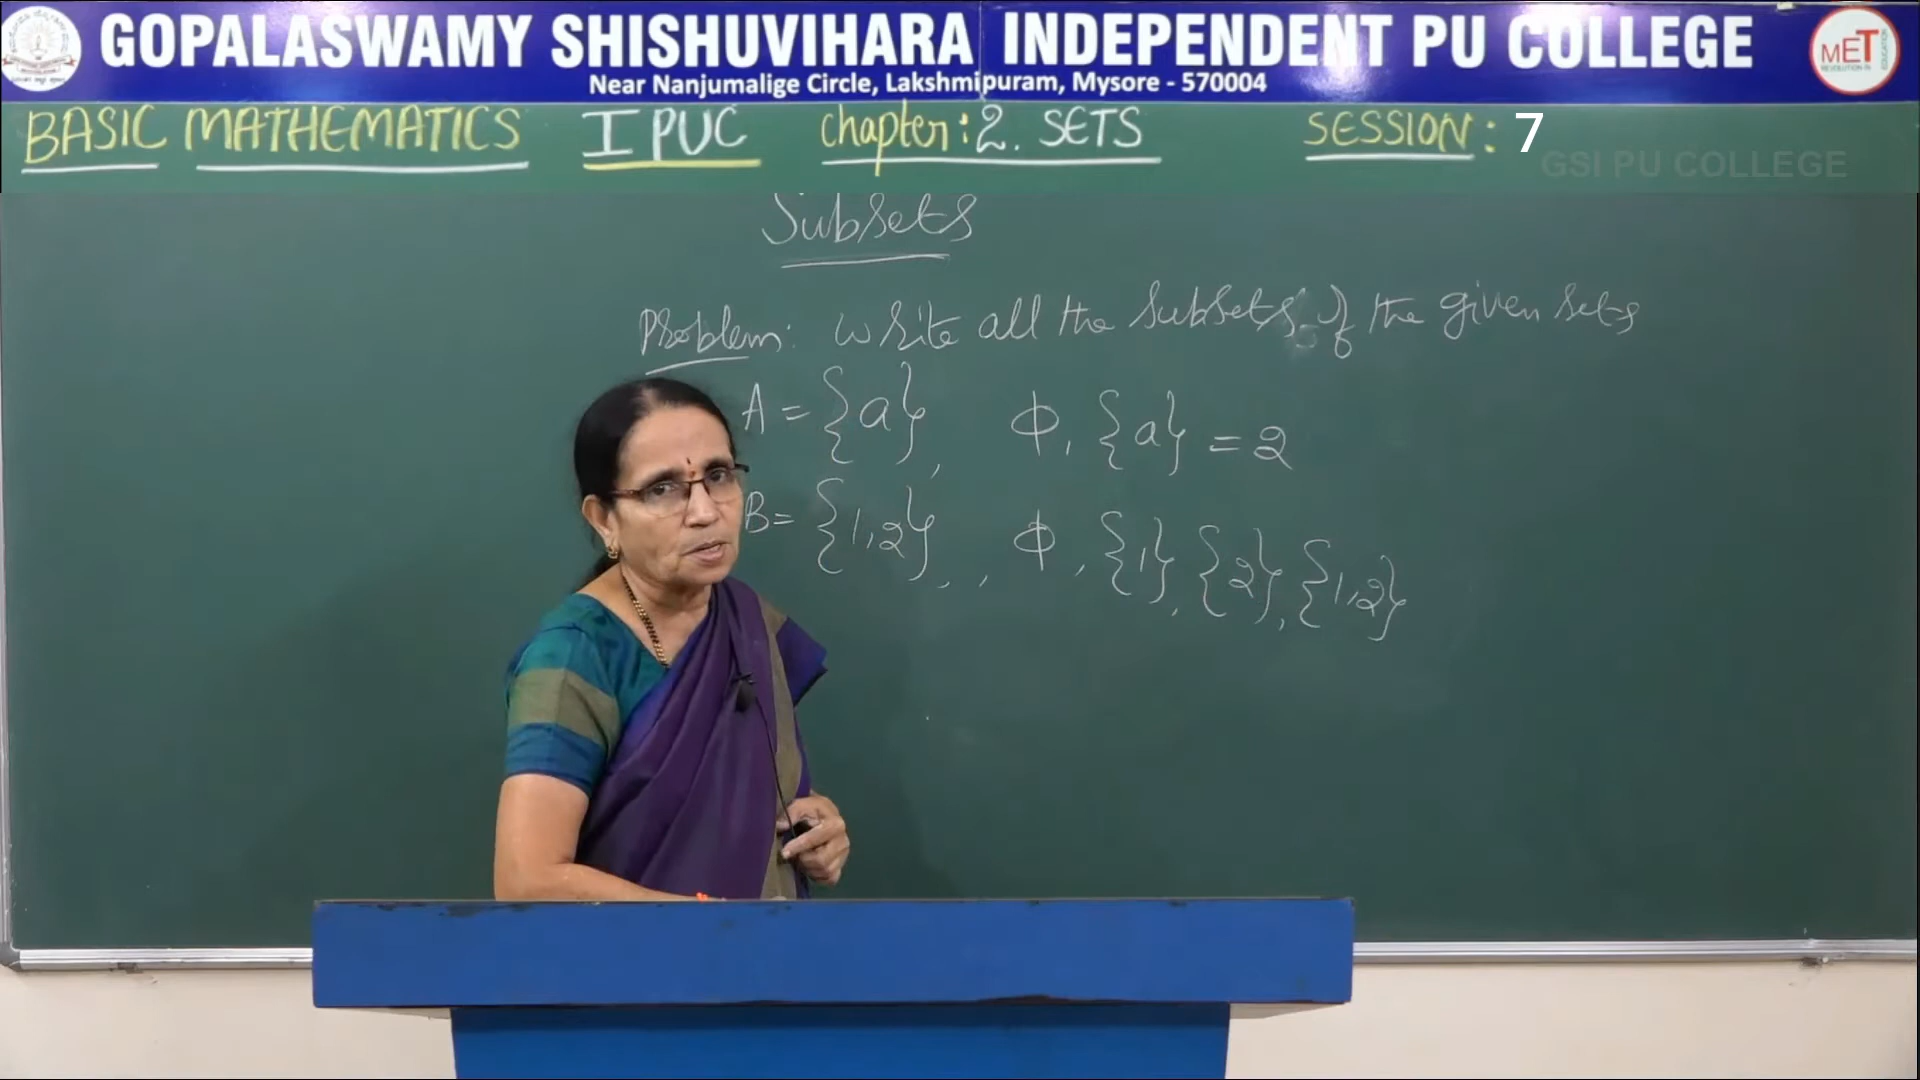 GOPALASWAMY SHISHUVIHARA INDEPENDENT PU COLLEGE
Near Nanjumalige Circle, Lakshmipuram, Mysore - 570004
MET
BASIC MATHEMATICS I PUC chapter: 2. SETS SESSION: 7
GSI PU COLLEGE
Subsets
Problem: write all the subsets of the given sets
A = {a}, Φ, {a} = 2
B = {1,2}, , Φ, {1}, {2}, {1,2}